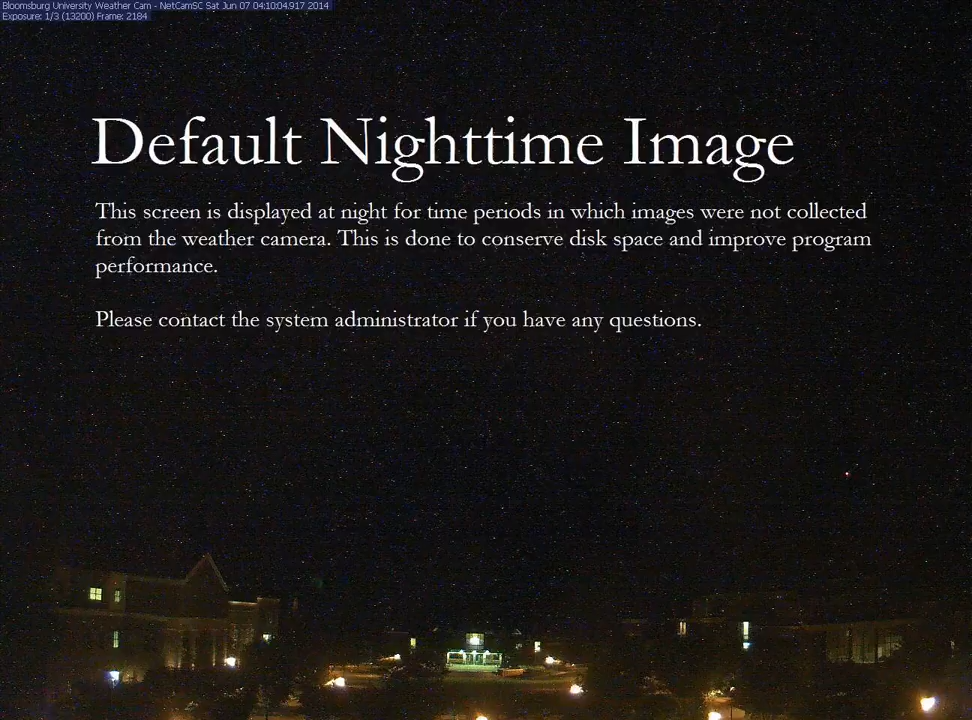 Bloomsburg University Weather Cam - NetCamSC Sat Jun 07 04:10:04.917 2014
Exposure: 1/3 (13200) Frame: 2184
Default Nighttime Image
This screen is displayed at night for time periods in which images were not collected
from the weather camera. This is done to conserve disk space and improve program
performance.
Please contact the system administrator if you have any questions.